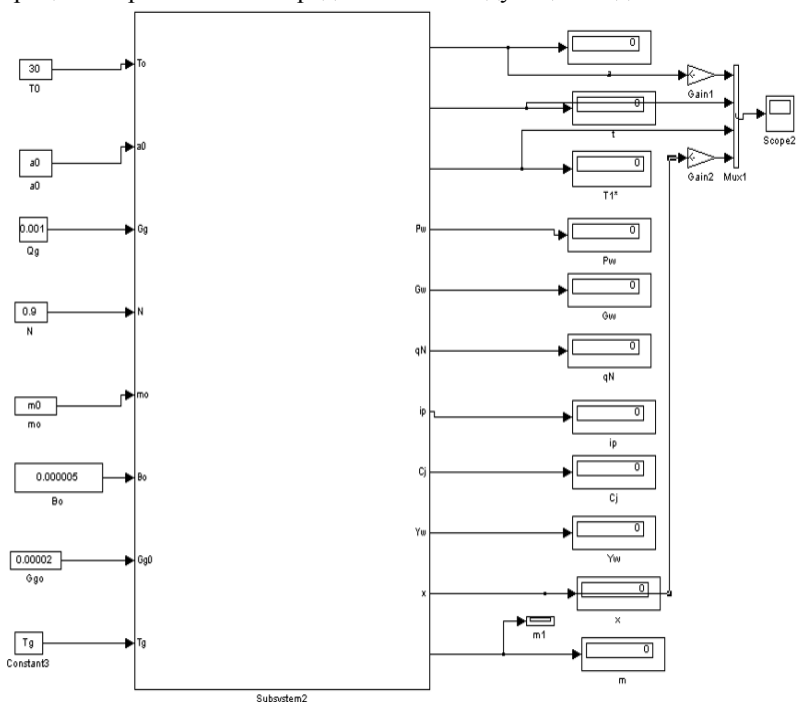 30
T0
a0
a0
0.001
Qg
0.9
N
m0
mo
0.000005
Bo
0.00002
Ggo
Tg
Constant3
To
a0
Gg
N
mo
Bo
Gg0
Tg
Pw
Gw
qN
ip
Cj
Yw
x
Subsystem2
0
a
0
t
0
T1*
0
Pw
0
Gw
0
qN
0
ip
0
Cj
0
Yw
0
x
m1
0
m
Gain1
Gain2
Mux1
Scope2